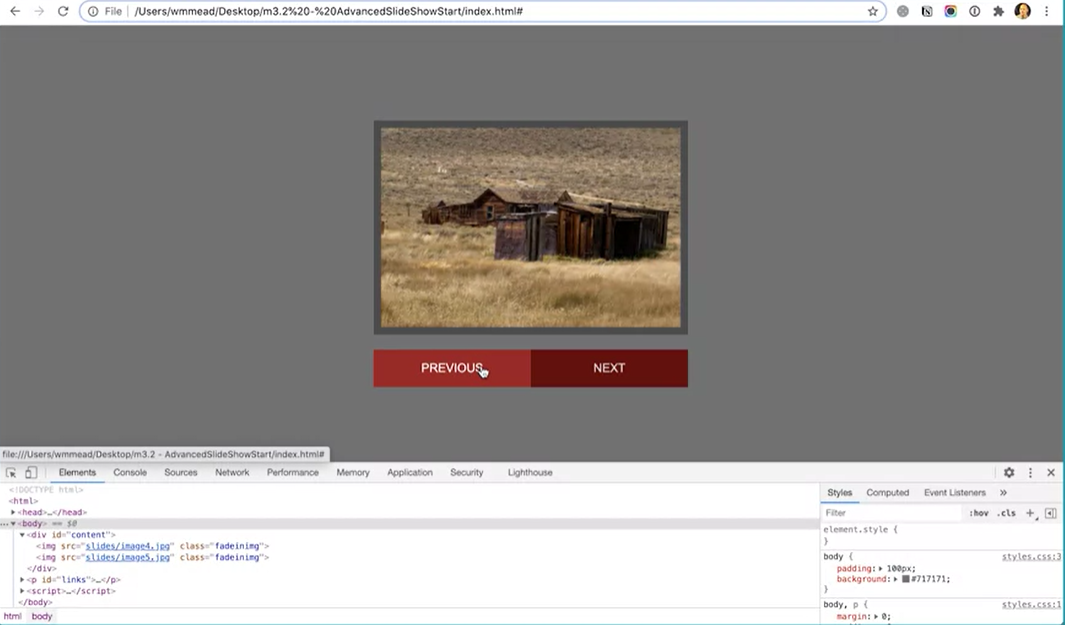 File /Users/wmmead/Desktop/m3.2%20-%20AdvancedSlideShowStart/index.html#
PREVIOUS NEXT
file:///Users/wmmead/Desktop/m3.2 - AdvancedSlideShowStart/index.html#
Elements Console Sources Network Performance Memory Application Security Lighthouse
<!DOCTYPE html>
<html>
<head>…</head>
<body> == $0
<div id="content">
<img src="slides/image4.jpg" class="fadeinimg">
<img src="slides/image5.jpg" class="fadeinimg">
</div>
<p id="links">…</p>
<script>…</script>
</body>
html body
Styles Computed Event Listeners »
Filter :hov .cls +
element.style {
}
body { styles.css:3
padding: 100px;
background: #717171;
}
body, p { styles.css:1
margin: 0;